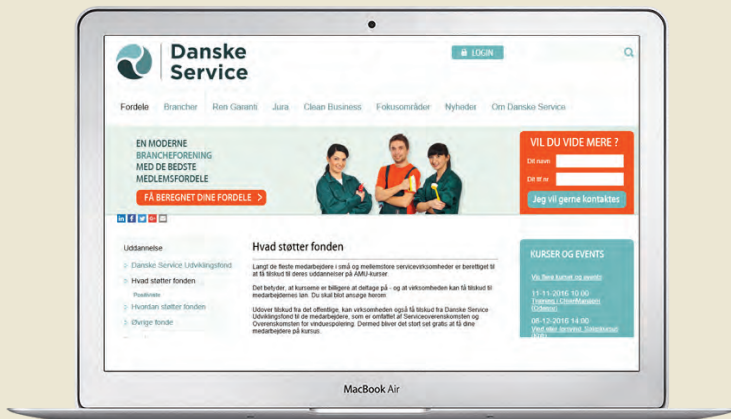 Danske
Service
LOGIN
Fordele Brancher Ren Garanti Jura Clean Business Fokusområder Nyheder Om Danske Service
EN MODERNE
BRANCHEFORENING
MED DE BEDSTE
MEDLEMSFORDELE
FÅ BEREGNET DINE FORDELE >
VIL DU VIDE MERE ?
Dit navn
Dit tlf nr
Jeg vil gerne kontaktes
Uddannelse
Danske Service Udviklingsfond
Hvad støtter fonden
Positivliste
Hvordan støtter fonden
Øvrige fonde
Hvad støtter fonden
Langt de fleste medarbejdere i små og mellemstore servicevirksomheder er berettiget til
at få tilskud til deres uddannelser på AMU-kurser.
Det betyder, at kurserne er billigere at deltage på - og at virksomheden kan få tilskud til
medarbejdernes løn. Du skal blot ansøge herom.
Udover tilskud fra det offentlige, kan virksomheden også få tilskud fra Danske Service
Udviklingsfond til de medarbejdere, som er omfattet af Serviceoverenskomsten og
Overenskomsten for vinduespolering. Dermed bliver det stort set gratis at få dine
medarbejdere på kursus.
KURSER OG EVENTS
Vis flere kurser og events
11-11-2016 10:00
Træning i CleanManager
(Odense)
08-12-2016 14:00
MacBook Air